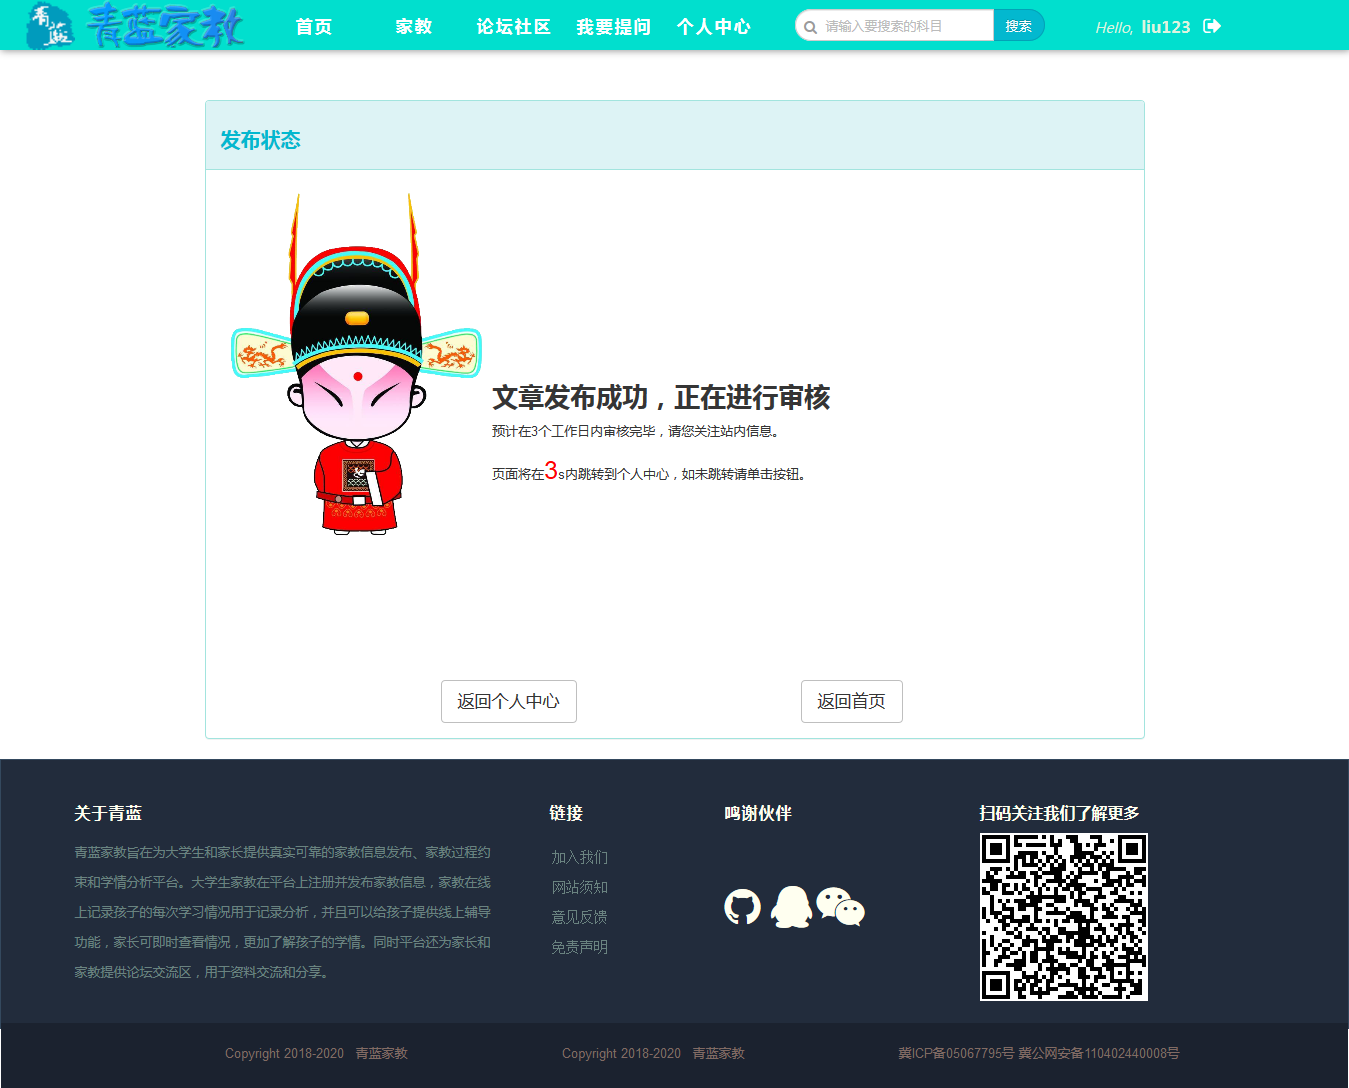 青蓝 青蓝家教 首页 家教 论坛社区 我要提问 个人中心 请输入要搜索的科目 搜索 Hello, liu123
发布状态
文章发布成功，正在进行审核
预计在3个工作日内审核完毕，请您关注站内信息。
页面将在3s内跳转到个人中心，如未跳转请单击按钮。
返回个人中心 返回首页
关于青蓝
青蓝家教旨在为大学生和家长提供真实可靠的家教信息发布、家教过程约
束和学情分析平台。大学生家教在平台上注册并发布家教信息，家教在线
上记录孩子的每次学习情况用于记录分析，并且可以给孩子提供线上辅导
功能，家长可即时查看情况，更加了解孩子的学情。同时平台还为家长和
家教提供论坛交流区，用于资料交流和分享。
链接
加入我们
网站须知
意见反馈
免责声明
鸣谢伙伴
扫码关注我们了解更多
Copyright 2018-2020 青蓝家教 Copyright 2018-2020 青蓝家教 冀ICP备05067795号 冀公网安备110402440008号